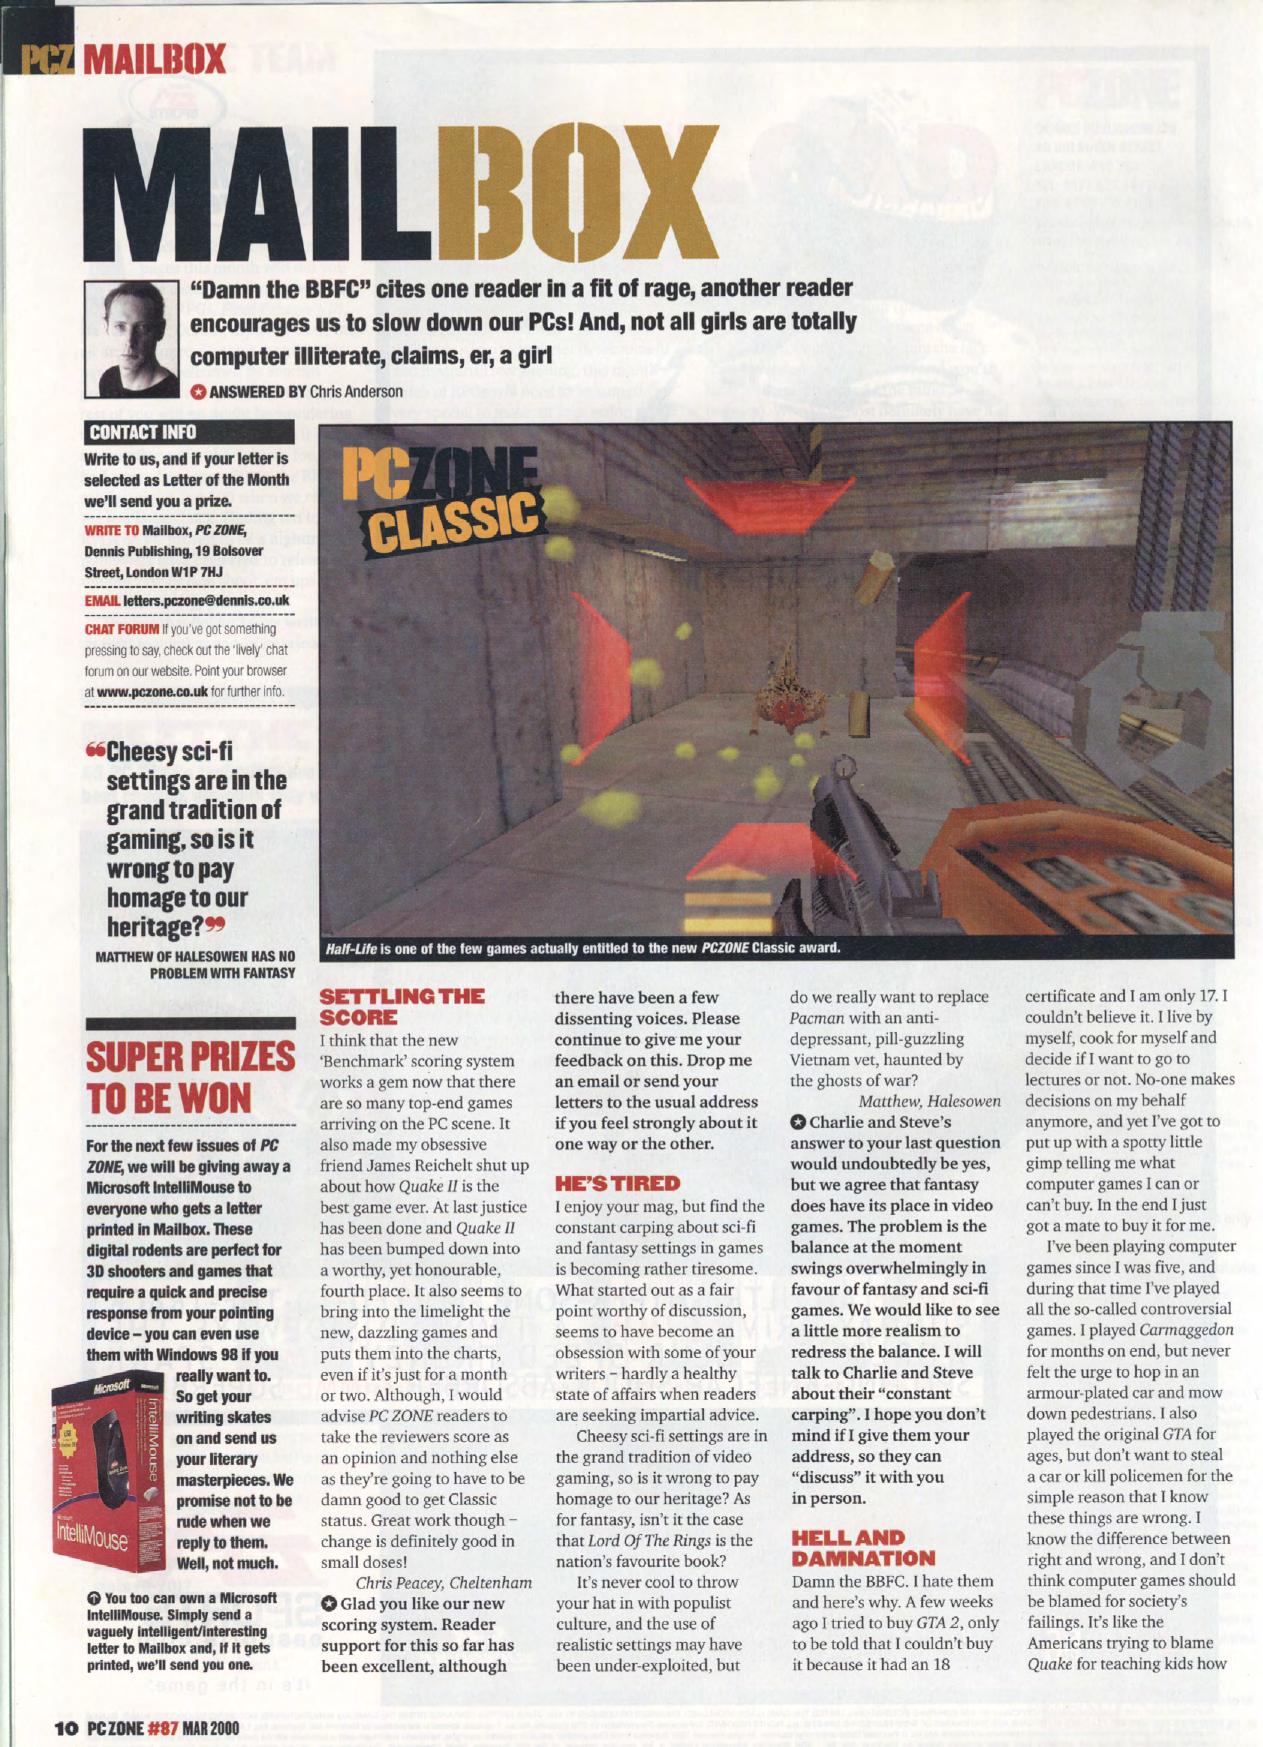 PCZ MAILBOX
MAILBOX
“Damn the BBFC” cites one reader in a fit of rage, another reader
encourages us to slow down our PCs! And, not all girls are totally
computer illiterate, claims, er, a girl
ANSWERED BY Chris Anderson
CONTACT INFO
Write to us, and if your letter is
selected as Letter of the Month
we'll send you a prize.
WRITE TO Mailbox, PC ZONE,
Dennis Publishing, 19 Bolsover
Street, London W1P 7HJ
EMAIL letters.pczone@dennis.co.uk
CHAT FORUM If you've got something
pressing to say, check out the 'lively' chat
forum on our website. Point your browser
at www.pczone.co.uk for further info.
“Cheesy sci-fi
settings are in the
grand tradition of
gaming, so is it
wrong to pay
homage to our
heritage?”
MATTHEW OF HALESOWEN HAS NO
PROBLEM WITH FANTASY
SUPER PRIZES
TO BE WON
For the next few issues of PC
ZONE, we will be giving away a
Microsoft IntelliMouse to
everyone who gets a letter
printed in Mailbox. These
digital rodents are perfect for
3D shooters and games that
require a quick and precise
response from your pointing
device – you can even use
them with Windows 98 if you
really want to.
So get your
writing skates
on and send us
your literary
masterpieces. We
promise not to be
rude when we
reply to them.
Well, not much.
Microsoft
IntelliMouse
IntelliMouse
You too can own a Microsoft
IntelliMouse. Simply send a
vaguely intelligent/interesting
letter to Mailbox and, if it gets
printed, we'll send you one.
PCZONE
CLASSIC
Half-Life is one of the few games actually entitled to the new PCZONE Classic award.
SETTLING THE
SCORE
I think that the new
'Benchmark' scoring system
works a gem now that there
are so many top-end games
arriving on the PC scene. It
also made my obsessive
friend James Reichelt shut up
about how Quake II is the
best game ever. At last justice
has been done and Quake II
has been bumped down into
a worthy, yet honourable,
fourth place. It also seems to
bring into the limelight the
new, dazzling games and
puts them into the charts,
even if it's just for a month
or two. Although, I would
advise PC ZONE readers to
take the reviewers score as
an opinion and nothing else
as they're going to have to be
damn good to get Classic
status. Great work though –
change is definitely good in
small doses!
Chris Peacey, Cheltenham
Glad you like our new
scoring system. Reader
support for this so far has
been excellent, although
there have been a few
dissenting voices. Please
continue to give me your
feedback on this. Drop me
an email or send your
letters to the usual address
if you feel strongly about it
one way or the other.
HE'S TIRED
I enjoy your mag, but find the
constant carping about sci-fi
and fantasy settings in games
is becoming rather tiresome.
What started out as a fair
point worthy of discussion,
seems to have become an
obsession with some of your
writers – hardly a healthy
state of affairs when readers
are seeking impartial advice.
Cheesy sci-fi settings are in
the grand tradition of video
gaming, so is it wrong to pay
homage to our heritage? As
for fantasy, isn't it the case
that Lord Of The Rings is the
nation's favourite book?
It's never cool to throw
your hat in with populist
culture, and the use of
realistic settings may have
been under-exploited, but
do we really want to replace
Pacman with an anti-
depressant, pill-guzzling
Vietnam vet, haunted by
the ghosts of war?
Matthew, Halesowen
Charlie and Steve's
answer to your last question
would undoubtedly be yes,
but we agree that fantasy
does have its place in video
games. The problem is the
balance at the moment
swings overwhelmingly in
favour of fantasy and sci-fi
games. We would like to see
a little more realism to
redress the balance. I will
talk to Charlie and Steve
about their “constant
carping”. I hope you don't
mind if I give them your
address, so they can
“discuss” it with you
in person.
HELL AND
DAMNATION
Damn the BBFC. I hate them
and here's why. A few weeks
ago I tried to buy GTA 2, only
to be told that I couldn't buy
it because it had an 18
certificate and I am only 17. I
couldn't believe it. I live by
myself, cook for myself and
decide if I want to go to
lectures or not. No-one makes
decisions on my behalf
anymore, and yet I've got to
put up with a spotty little
gimp telling me what
computer games I can or
can't buy. In the end I just
got a mate to buy it for me.
I've been playing computer
games since I was five, and
during that time I've played
all the so-called controversial
games. I played Carmaggedon
for months on end, but never
felt the urge to hop in an
armour-plated car and mow
down pedestrians. I also
played the original GTA for
ages, but don't want to steal
a car or kill policemen for the
simple reason that I know
these things are wrong. I
know the difference between
right and wrong, and I don't
think computer games should
be blamed for society's
failings. It's like the
Americans trying to blame
Quake for teaching kids how
10 PCZONE #87 MAR 2000